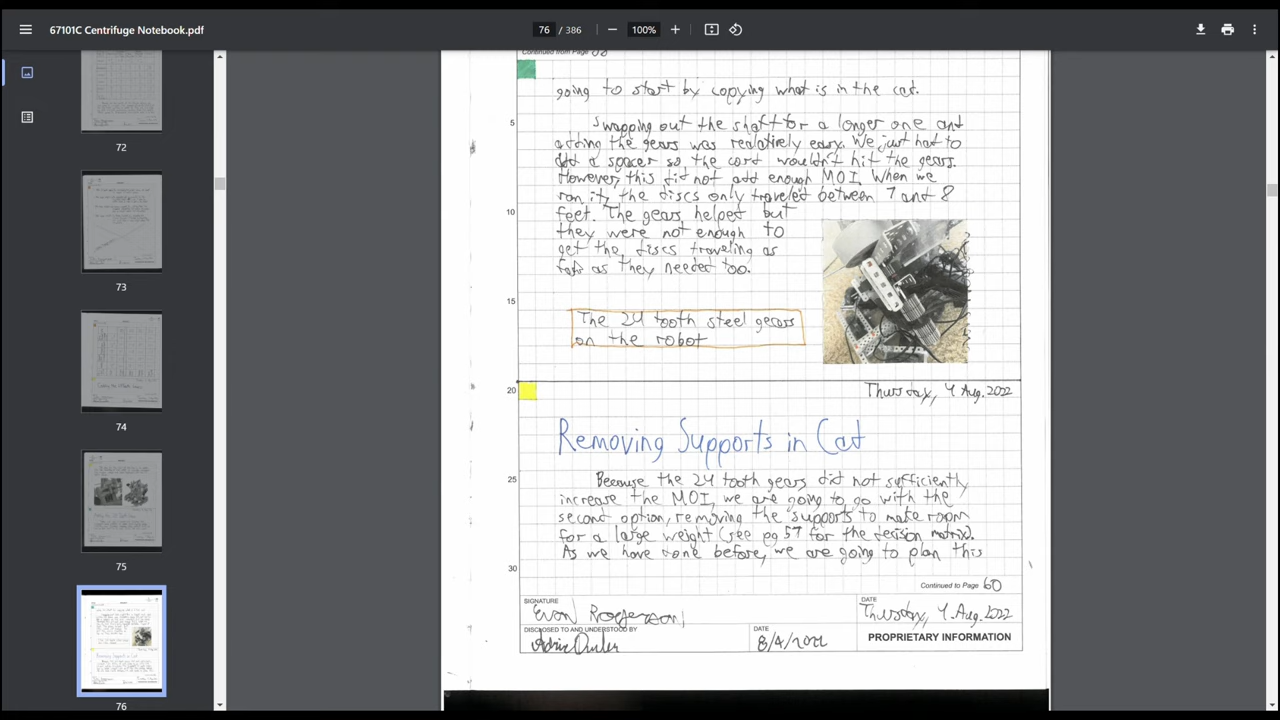 67101C Centrifuge Notebook.pdf
76 / 386
100%
72
73
74
75
76
Continued from Page
going to start by copying what is in the cad.
5
Swapping out the shaft for a longer one and
adding the gears was realatively easy. We just had to
add a spacer so the cord wouldn't hit the gears.
However, this did not add enough MOI. When we
ran it, the discs only traveled between 7 and 8
10
feet. The gears helped but
they were not enough to
get the discs traveling as
far as they needed too.
15
The 24 tooth steel gears
on the robot
20
Thursday, 4 Aug. 2022
Removing Supports in Cad
25
Because the 24 tooth gears did not sufficiently
increase the MOI, we are going to go with the
second option, removing the supports to make room
for a large weight (see pg 57 for the decision matrix).
As we have done before, we are going to plan this
30
Continued to Page 60
SIGNATURE
Evan Rogerson
DATE
Thursday, 4. Aug. 2022
DISCLOSED TO AND UNDERSTOOD BY
DATE
8/4/2022
PROPRIETARY INFORMATION